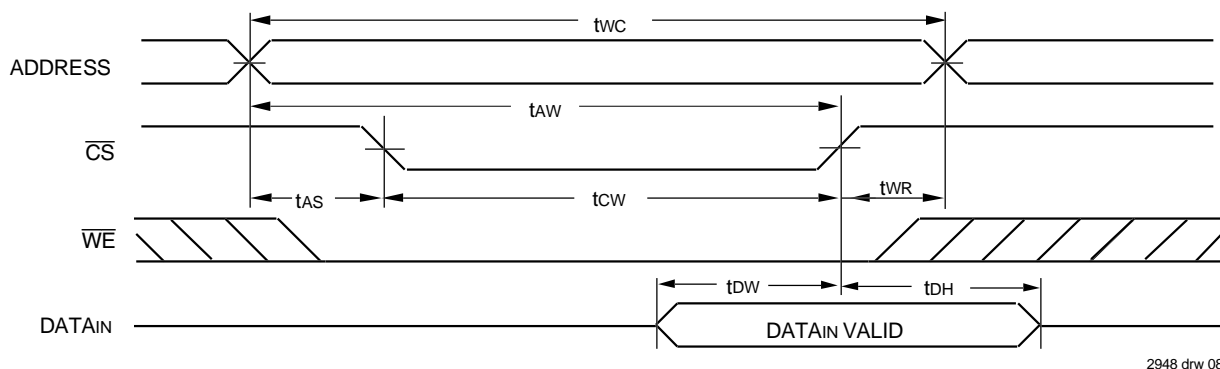 tWC
ADDRESS
tAW
CS
tAS
tCW
tWR
WE
tDW
tDH
DATAIN
DATAIN VALID
2948 drw 08